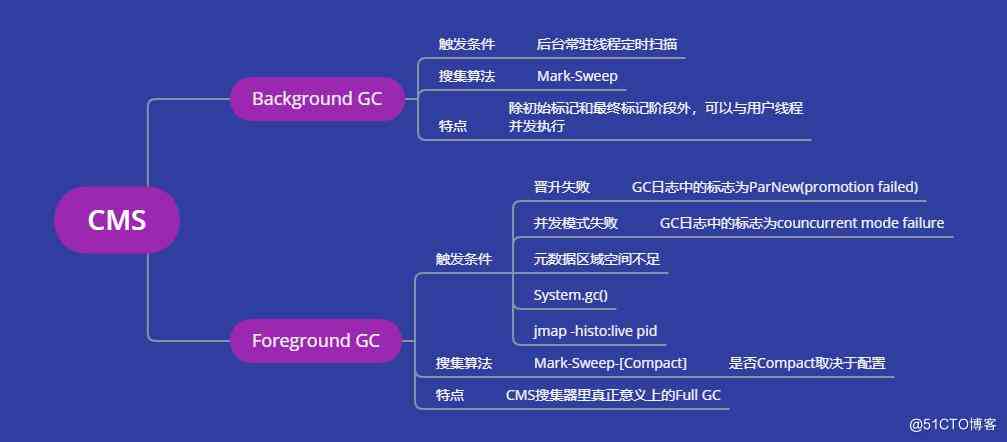 CMS
Background GC
触发条件 后台常驻线程定时扫描
搜集算法 Mark-Sweep
特点 除初始标记和最终标记阶段外，可以与用户线程
并发执行
Foreground GC
触发条件
晋升失败 GC日志中的标志为ParNew(promotion failed)
并发模式失败 GC日志中的标志为councurrent mode failure
元数据区域空间不足
System.gc()
jmap -histo:live pid
搜集算法 Mark-Sweep-[Compact] 是否Compact取决于配置
特点 CMS搜集器里真正意义上的Full GC
@51CTO博客